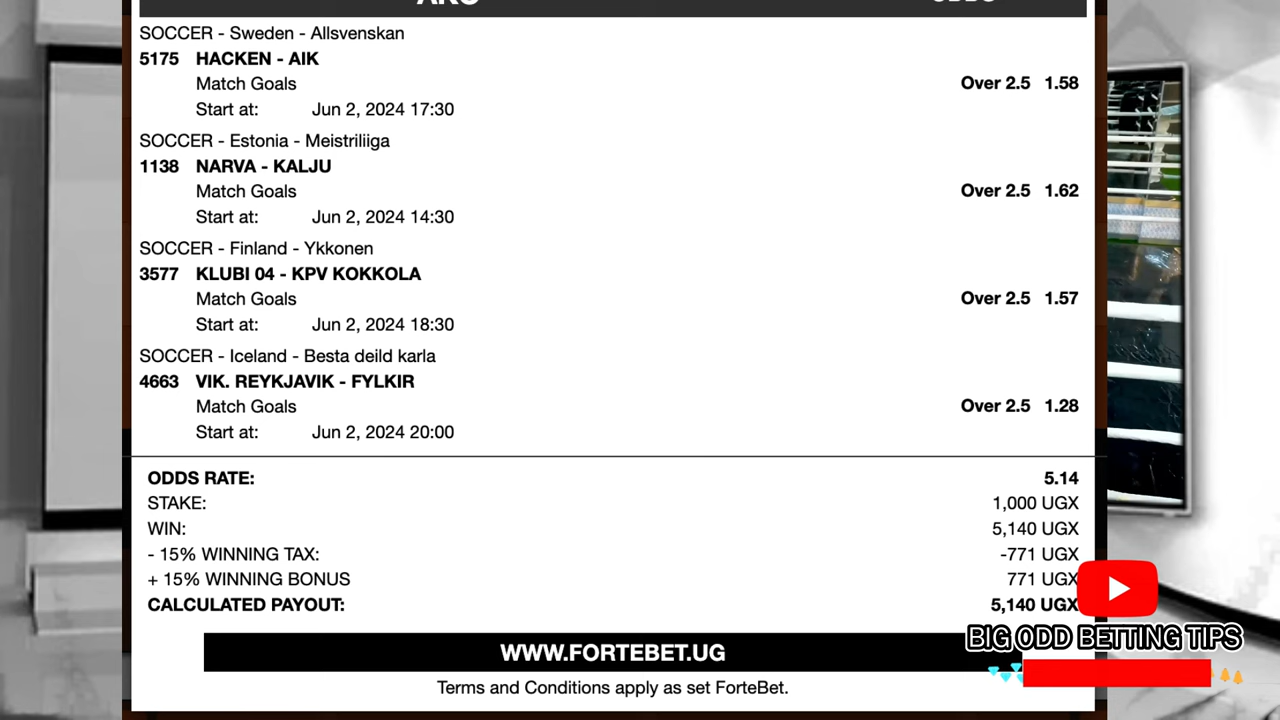 SOCCER - Sweden - Allsvenskan
5175 HACKEN - AIK
Match Goals Over 2.5 1.58
Start at: Jun 2, 2024 17:30
SOCCER - Estonia - Meistriliiga
1138 NARVA - KALJU
Match Goals Over 2.5 1.62
Start at: Jun 2, 2024 14:30
SOCCER - Finland - Ykkonen
3577 KLUBI 04 - KPV KOKKOLA
Match Goals Over 2.5 1.57
Start at: Jun 2, 2024 18:30
SOCCER - Iceland - Besta deild karla
4663 VIK. REYKJAVIK - FYLKIR
Match Goals Over 2.5 1.28
Start at: Jun 2, 2024 20:00
ODDS RATE: 5.14
STAKE: 1,000 UGX
WIN: 5,140 UGX
- 15% WINNING TAX: -771 UGX
+ 15% WINNING BONUS 771 UGX
CALCULATED PAYOUT: 5,140 UGX
WWW.FORTEBET.UG
BIG ODD BETTING TIPS
Terms and Conditions apply as set ForteBet.